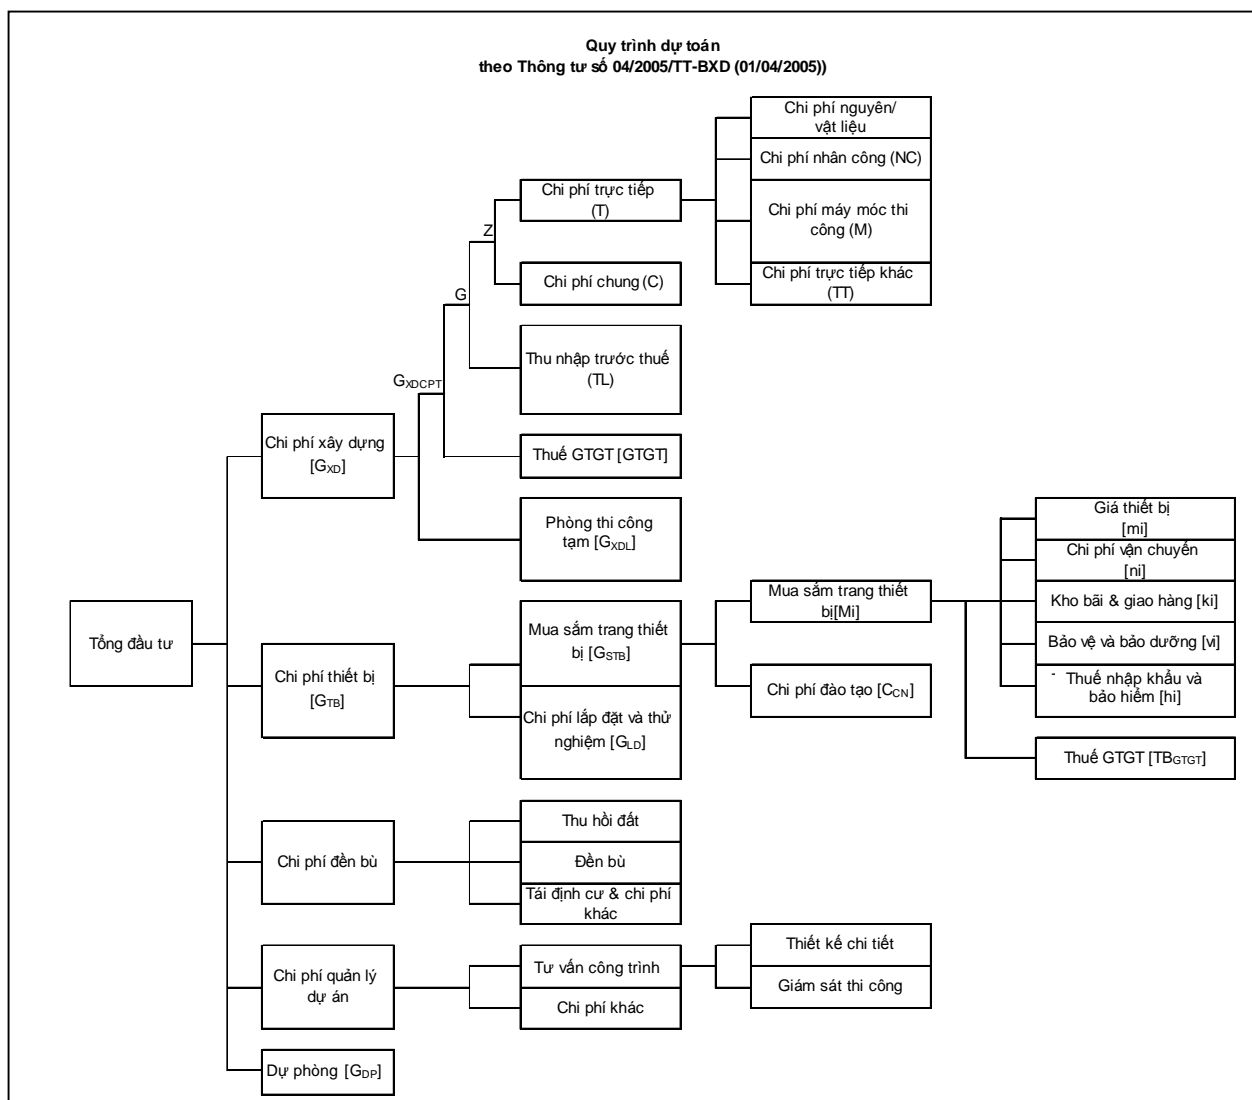 Quy trình dự toán
theo Thông tư số 04/2005/TT-BXD (01/04/2005))
Chi phí nguyên/
vật liệu
Chi phí nhân công (NC)
Chi phí trực tiếp
(T)
Chi phí máy móc thi
công (M)
Z
Chi phí trực tiếp khác
(TT)
Chi phí chung (C)
G
Thu nhập trước thuế
(TL)
GXDCPT
Chi phí xây dựng
[GXD]
Thuế GTGT [GTGT]
Phòng thi công
tạm [GXDL]
Giá thiết bị
[mi]
Chi phí vận chuyển
[ni]
Mua sắm trang thiết
bị[Mi]
Kho bãi & giao hàng [ki]
Tổng đầu tư
Mua sắm trang thiết
bị [GSTB]
Bảo vệ và bảo dưỡng [vi]
Chi phí thiết bị
[GTB]
Chi phí đào tạo [CCN]
- Thuế nhập khẩu và
bảo hiểm [hi]
Chi phí lắp đặt và thử
nghiệm [GLD]
Thuế GTGT [TBGTGT]
Thu hồi đất
Chi phí đền bù
Đền bù
Tái định cư & chi phí
khác
Thiết kế chi tiết
Chi phí quản lý
dự án
Tư vấn công trình
Giám sát thi công
Chi phí khác
Dự phòng [GDP]